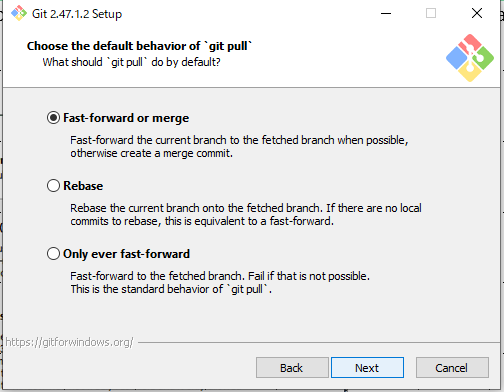 Git 2.47.1.2 Setup
Choose the default behavior of `git pull`
What should `git pull` do by default?
Fast-forward or merge
Fast-forward the current branch to the fetched branch when possible,
otherwise create a merge commit.
Rebase
Rebase the current branch onto the fetched branch. If there are no local
commits to rebase, this is equivalent to a fast-forward.
Only ever fast-forward
Fast-forward to the fetched branch. Fail if that is not possible.
This is the standard behavior of `git pull`.
https://gitforwindows.org/
Back
Next
Cancel